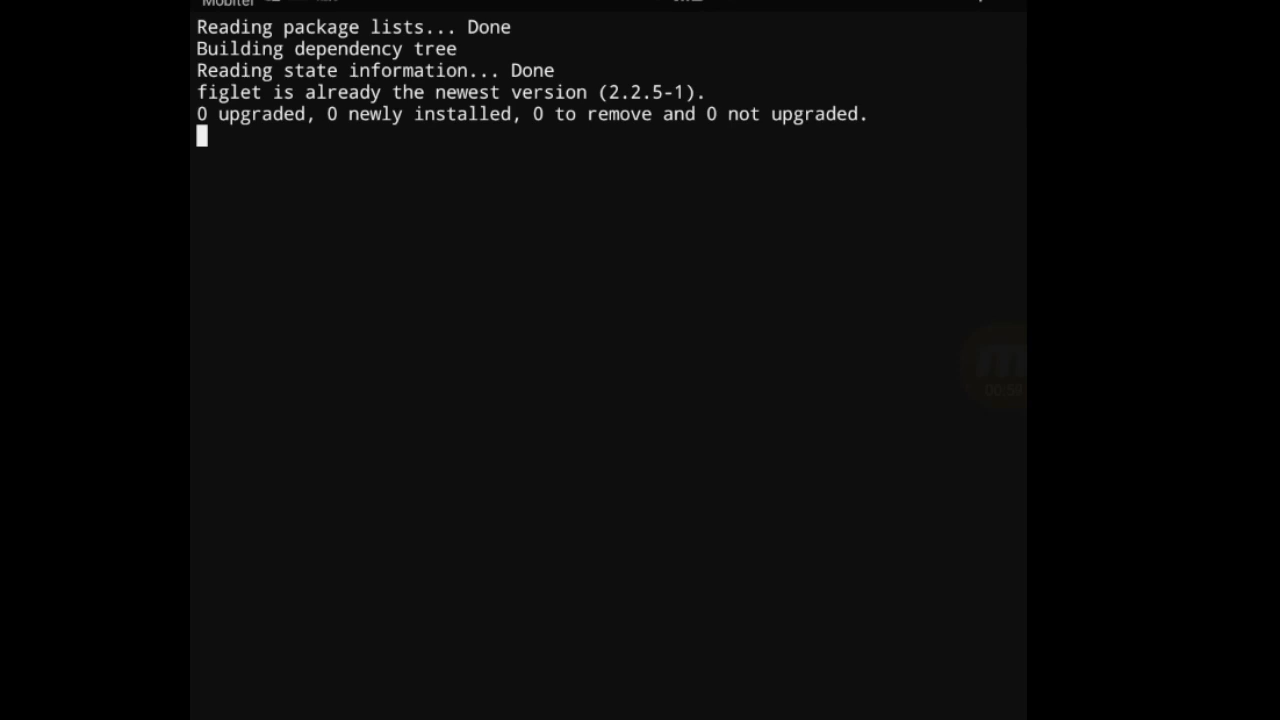 Mobitel
Reading package lists... Done
Building dependency tree
Reading state information... Done
figlet is already the newest version (2.2.5-1).
0 upgraded, 0 newly installed, 0 to remove and 0 not upgraded.
m